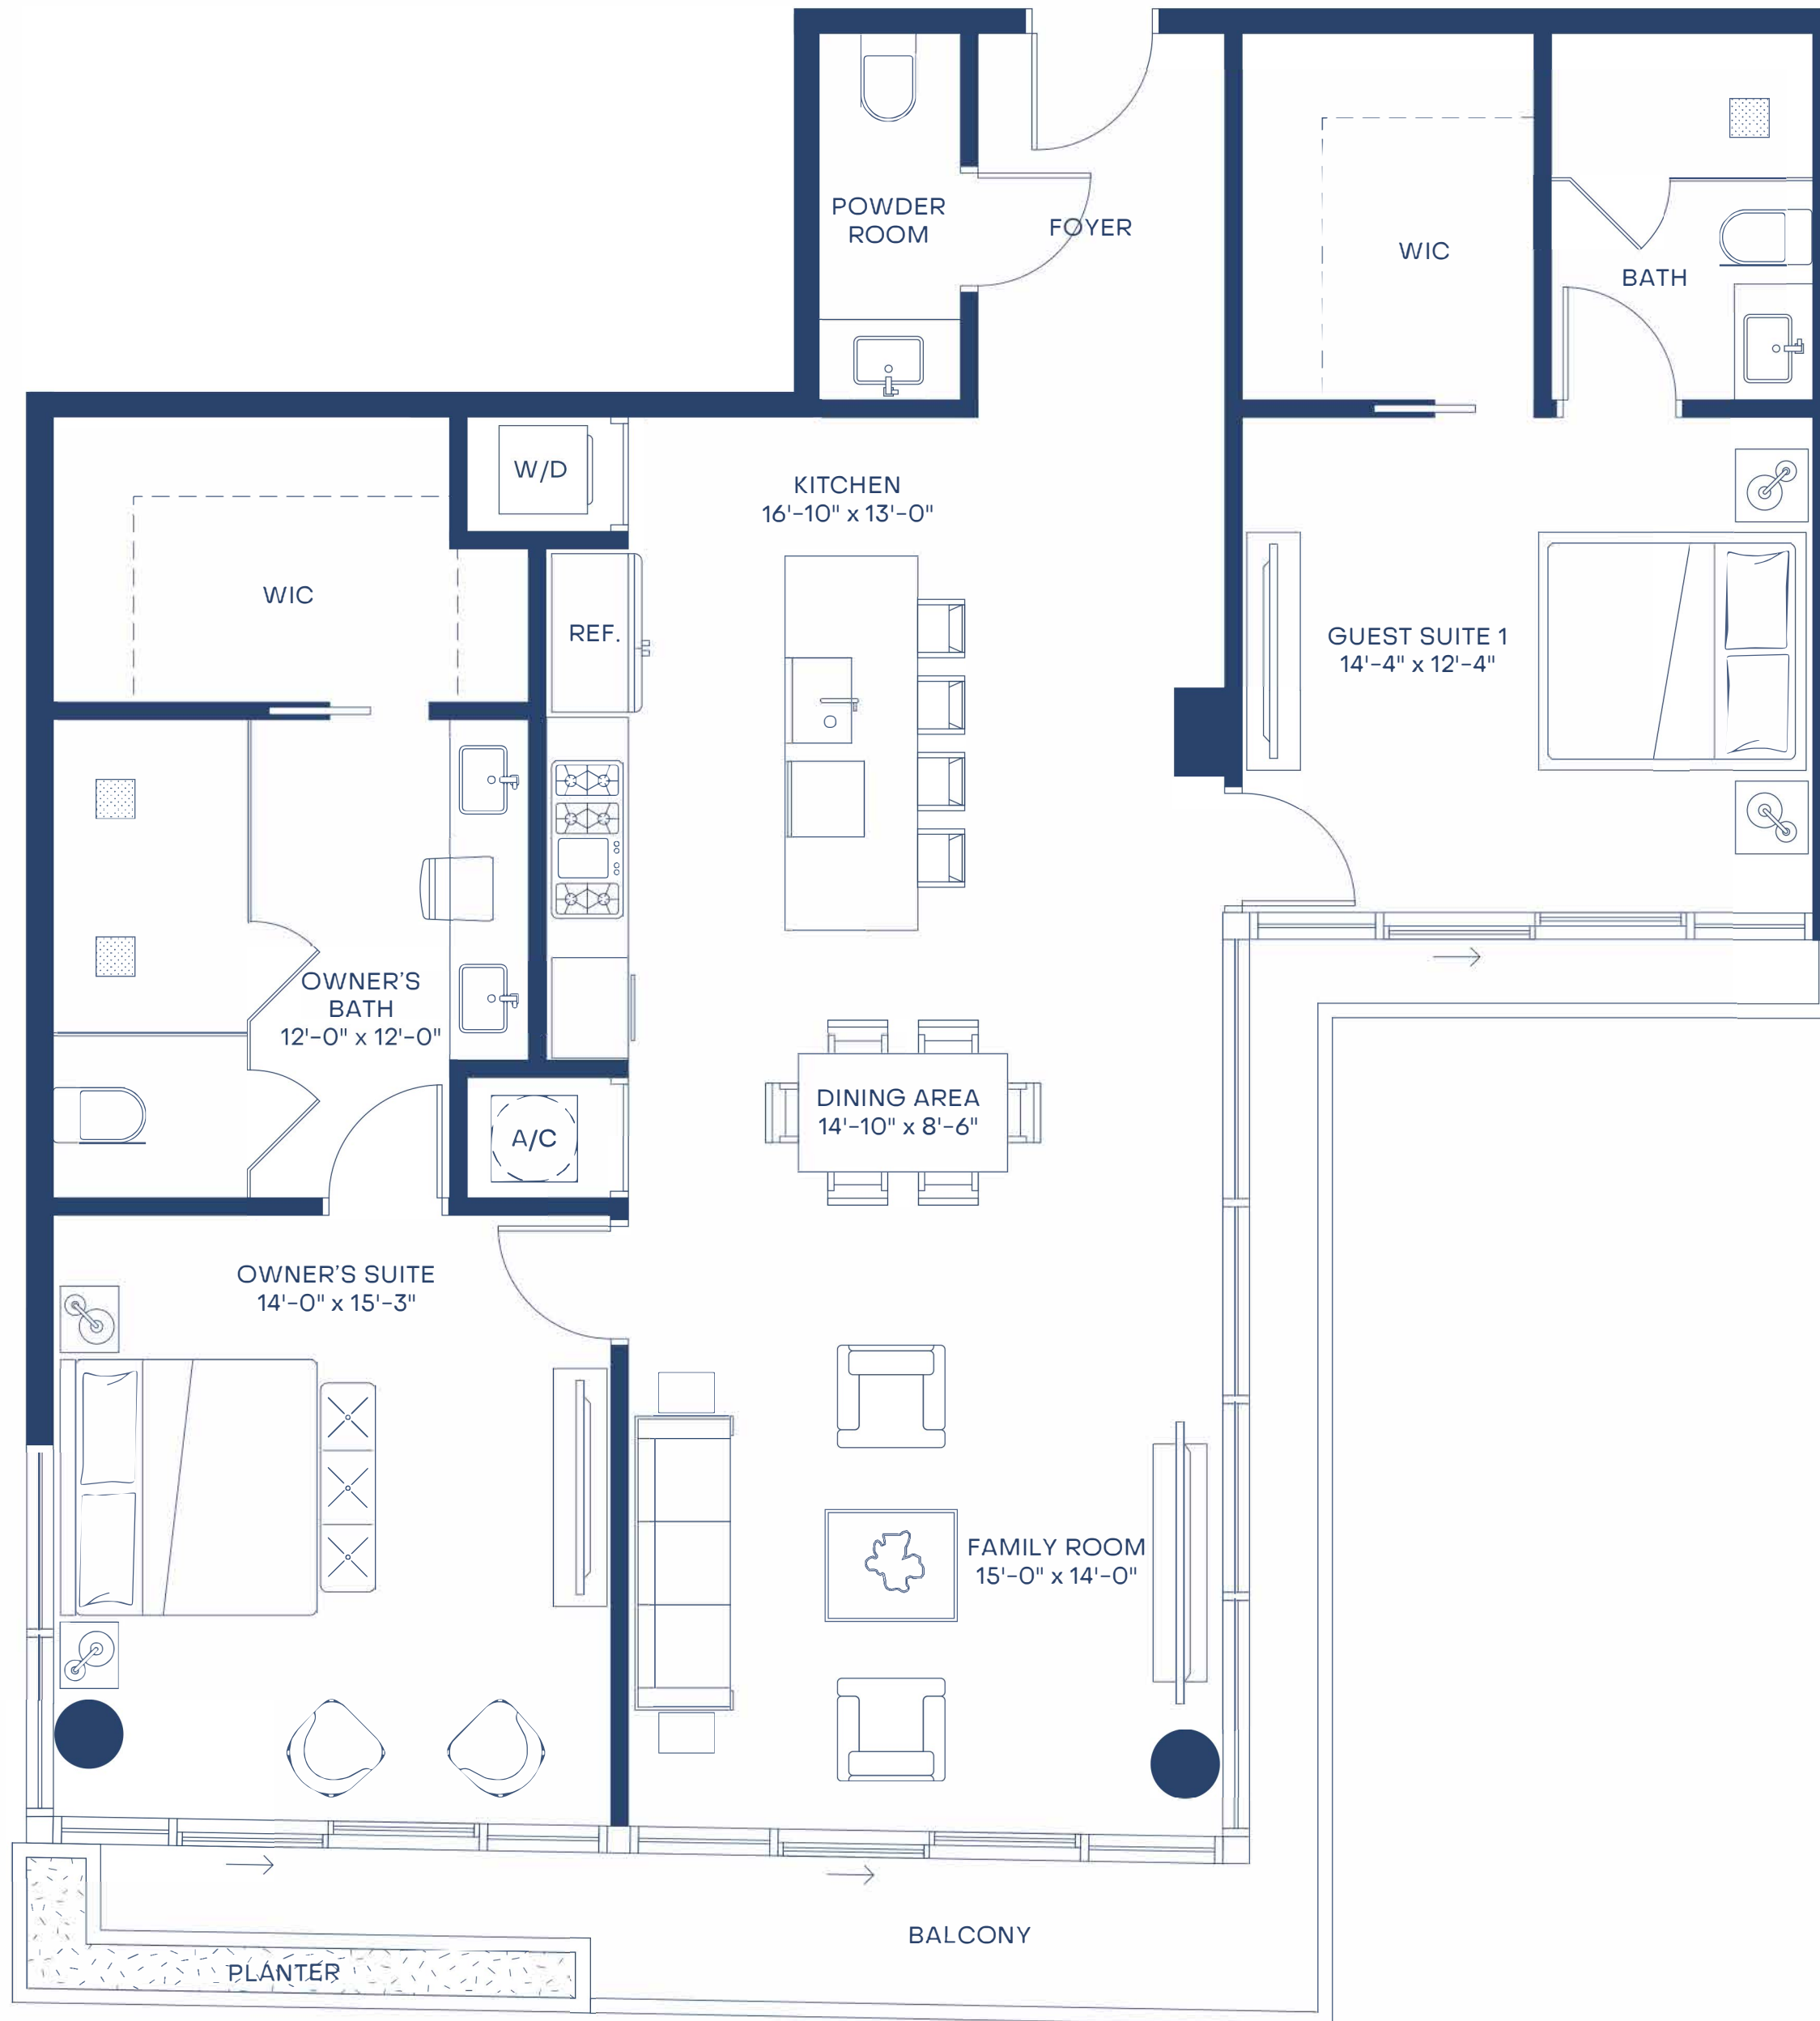 POWDER
ROOM
FOYER
WIC
BATH
W/D
KITCHEN
16'-10" x 13'-0"
WIC
REF.
GUEST SUITE 1
14'-4" x 12'-4"
OWNER'S
BATH
12'-0" x 12'-0"
DINING AREA
14'-10" x 8'-6"
A/C
OWNER'S SUITE
14'-0" x 15'-3"
FAMILY ROOM
15'-0" x 14'-0"
BALCONY
PLANTER